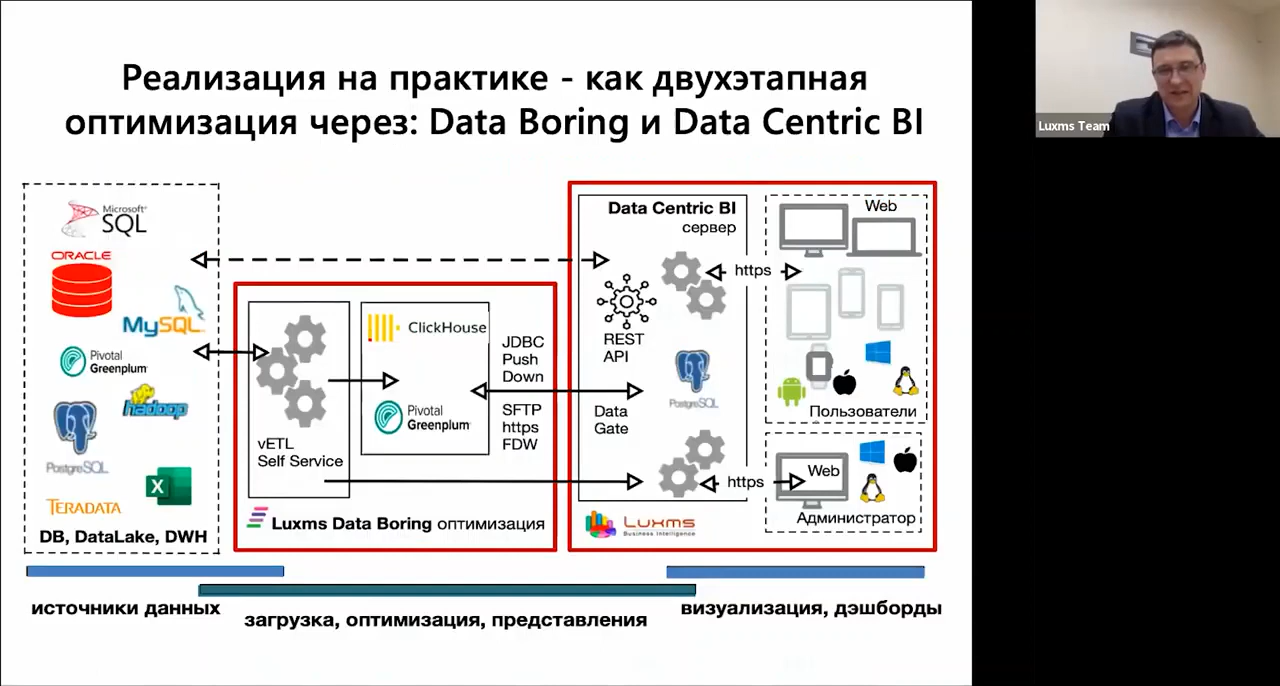 Реализация на практике - как двухэтапная
оптимизация через: Data Boring и Data Centric BI
Microsoft
SQL
ORACLE
MySQL
Pivotal
Greenplum
hadoop
PostgreSQL
X
TERADATA
DB, DataLake, DWH
vETL
Self Service
ClickHouse
Pivotal
Greenplum
JDBC
Push
Down
SFTP
https
FDW
Luxms Data Boring оптимизация
Data Centric BI
сервер
REST
API
PostgreSQL
Data
Gate
https
https
Luxms
Business Intelligence
Web
Пользователи
Web
Администратор
источники данных
загрузка, оптимизация, представления
визуализация, дэшборды
Luxms Team